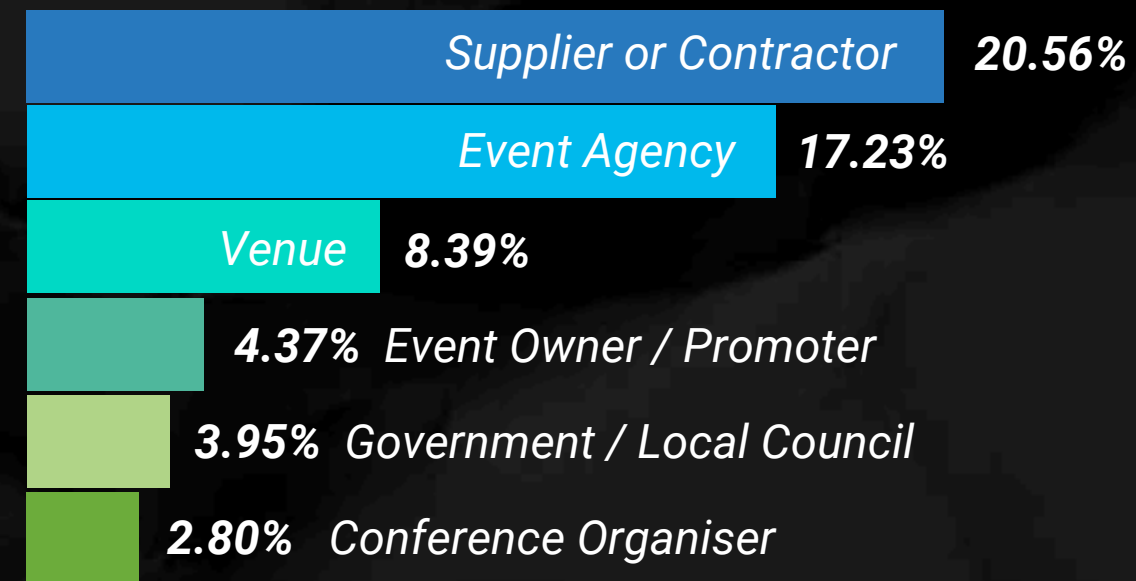 Supplier or Contractor 20.56%
Event Agency 17.23%
Venue 8.39%
4.37% Event Owner / Promoter
3.95% Government / Local Council
2.80% Conference Organiser